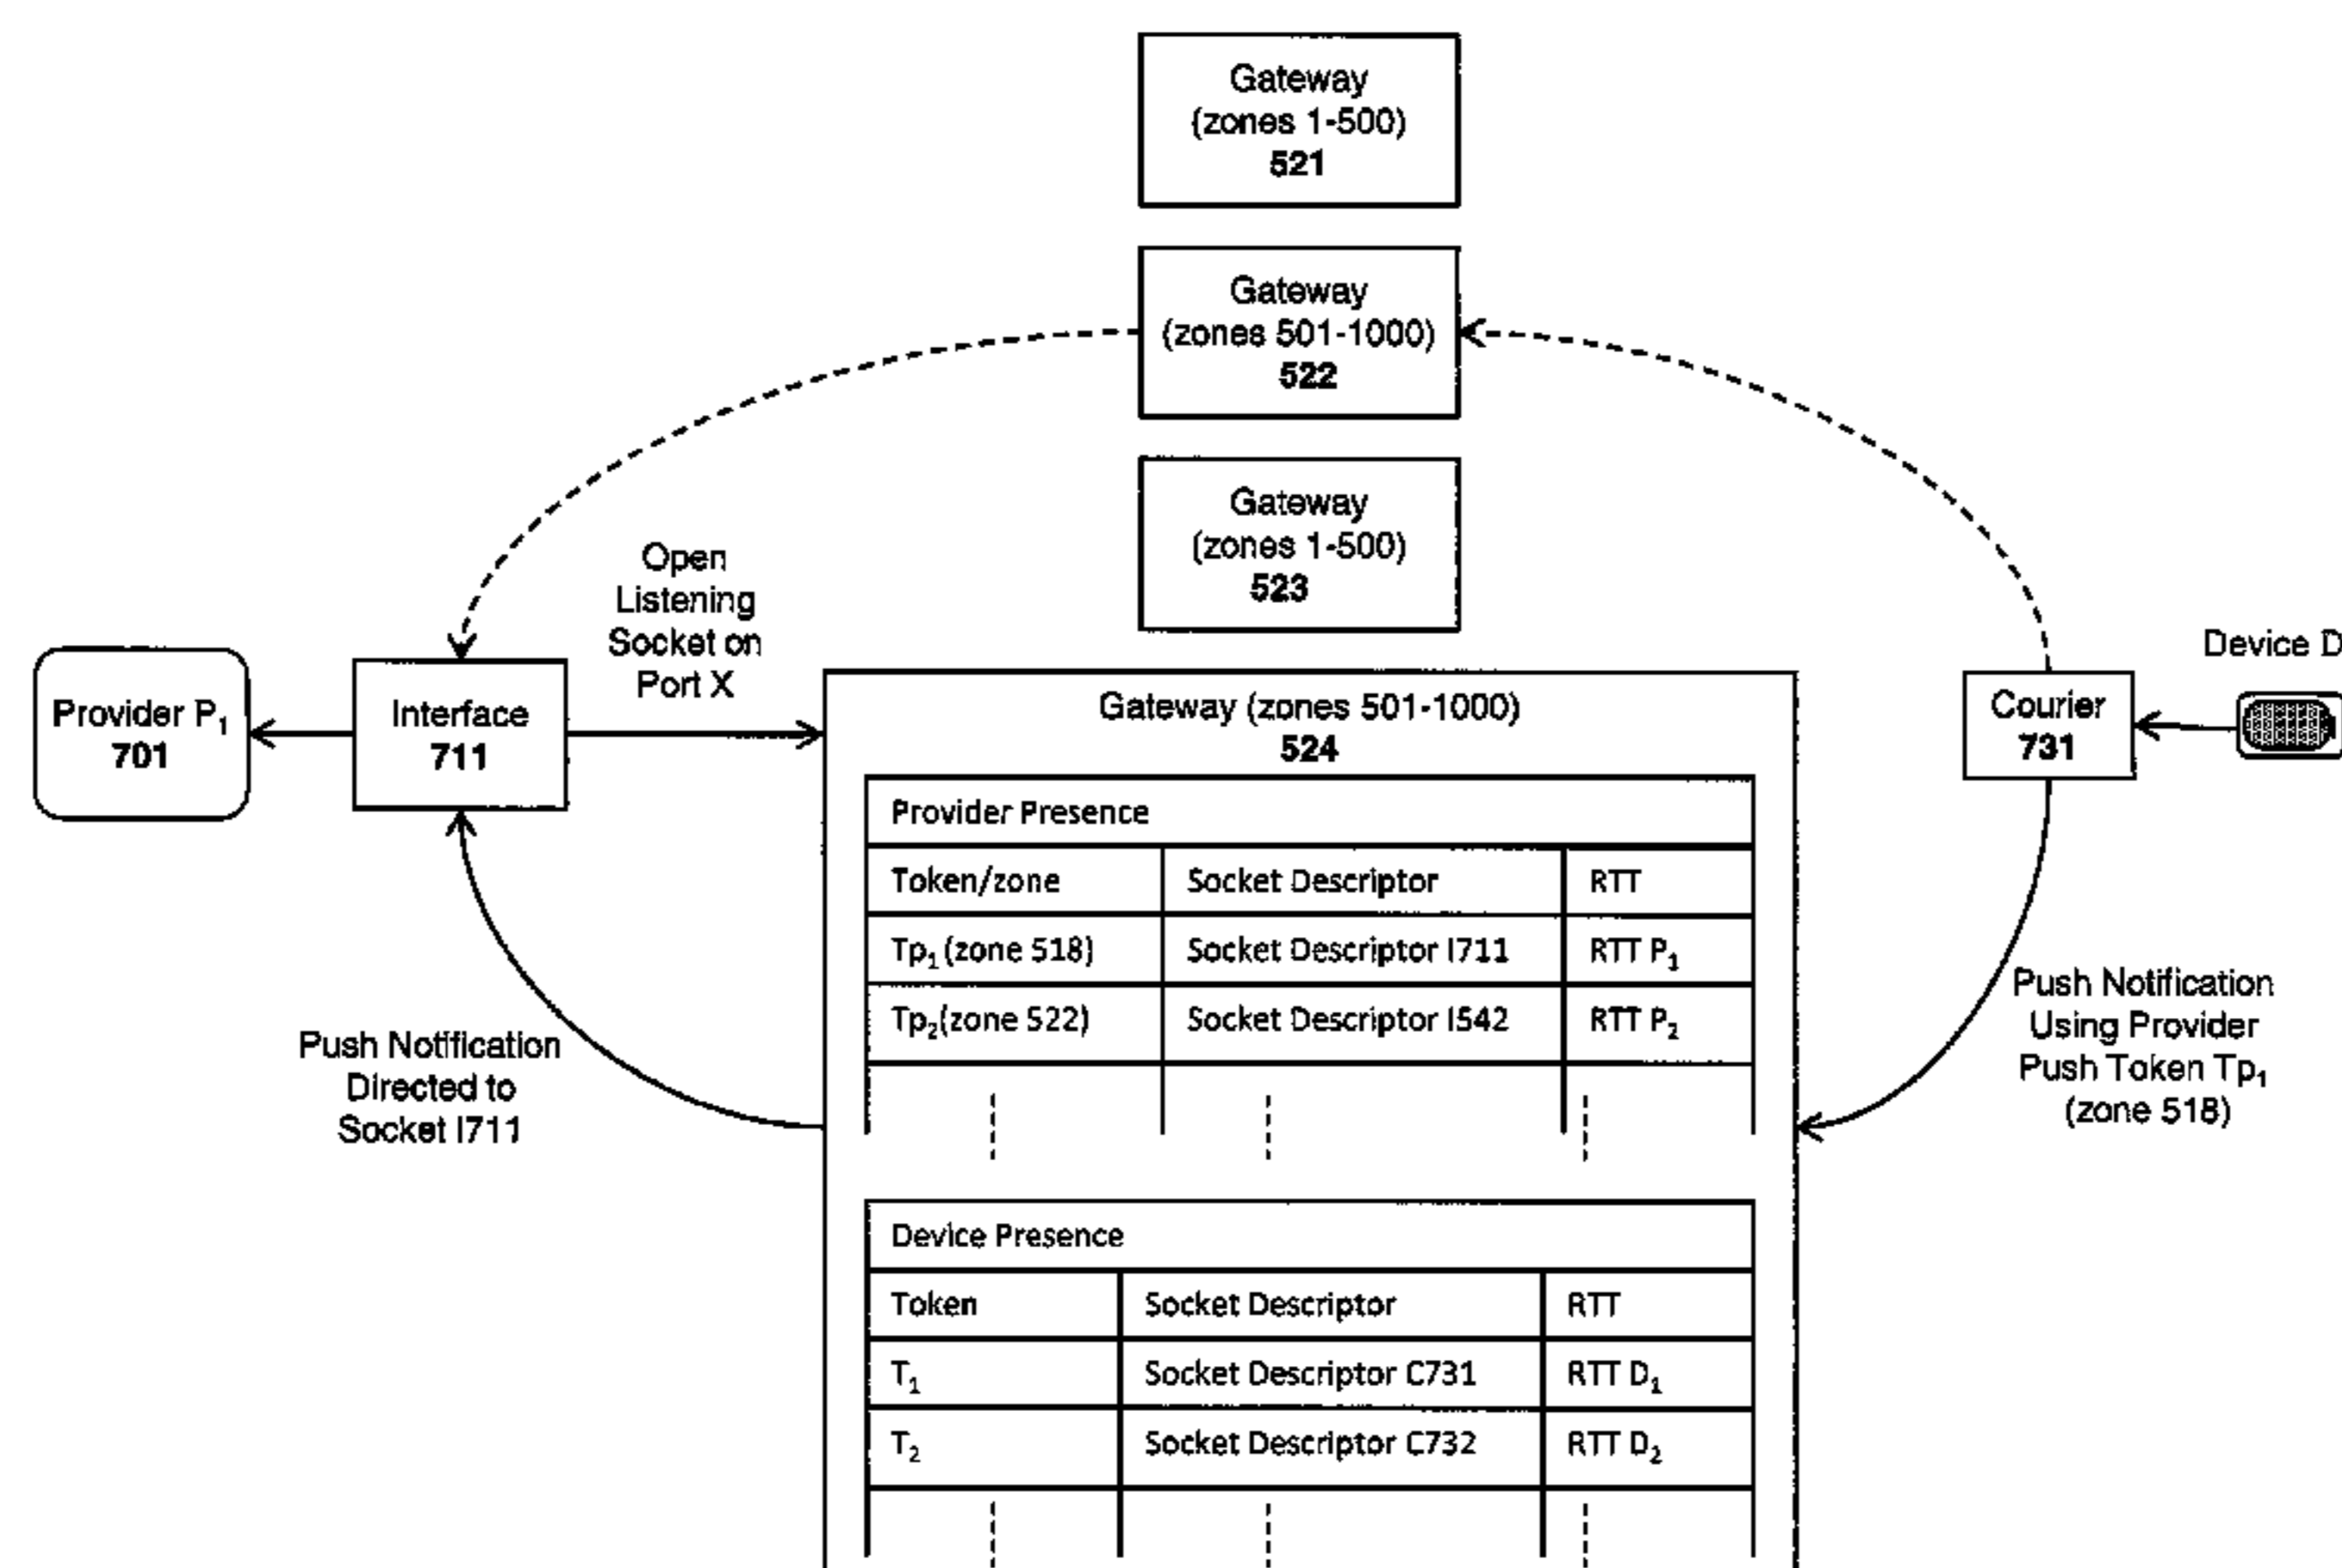 Gateway
(zones 1-500)
521
Gateway
(zones 501-1000)
522
Gateway
(zones 1-500)
523
Open
Listening
Socket on
Port X
Provider P₁
701
Interface
711
Gateway (zones 501-1000)
524
Courier
731
Device D
Provider Presence
Token/zone Socket Descriptor RTT
Tp₁ (zone 518) Socket Descriptor I711 RTT P₁
Tp₂(zone 522) Socket Descriptor I542 RTT P₂
Push Notification
Directed to
Socket I711
Push Notification
Using Provider
Push Token Tp₁
(zone 518)
Device Presence
Token Socket Descriptor RTT
T₁ Socket Descriptor C731 RTT D₁
T₂ Socket Descriptor C732 RTT D₂